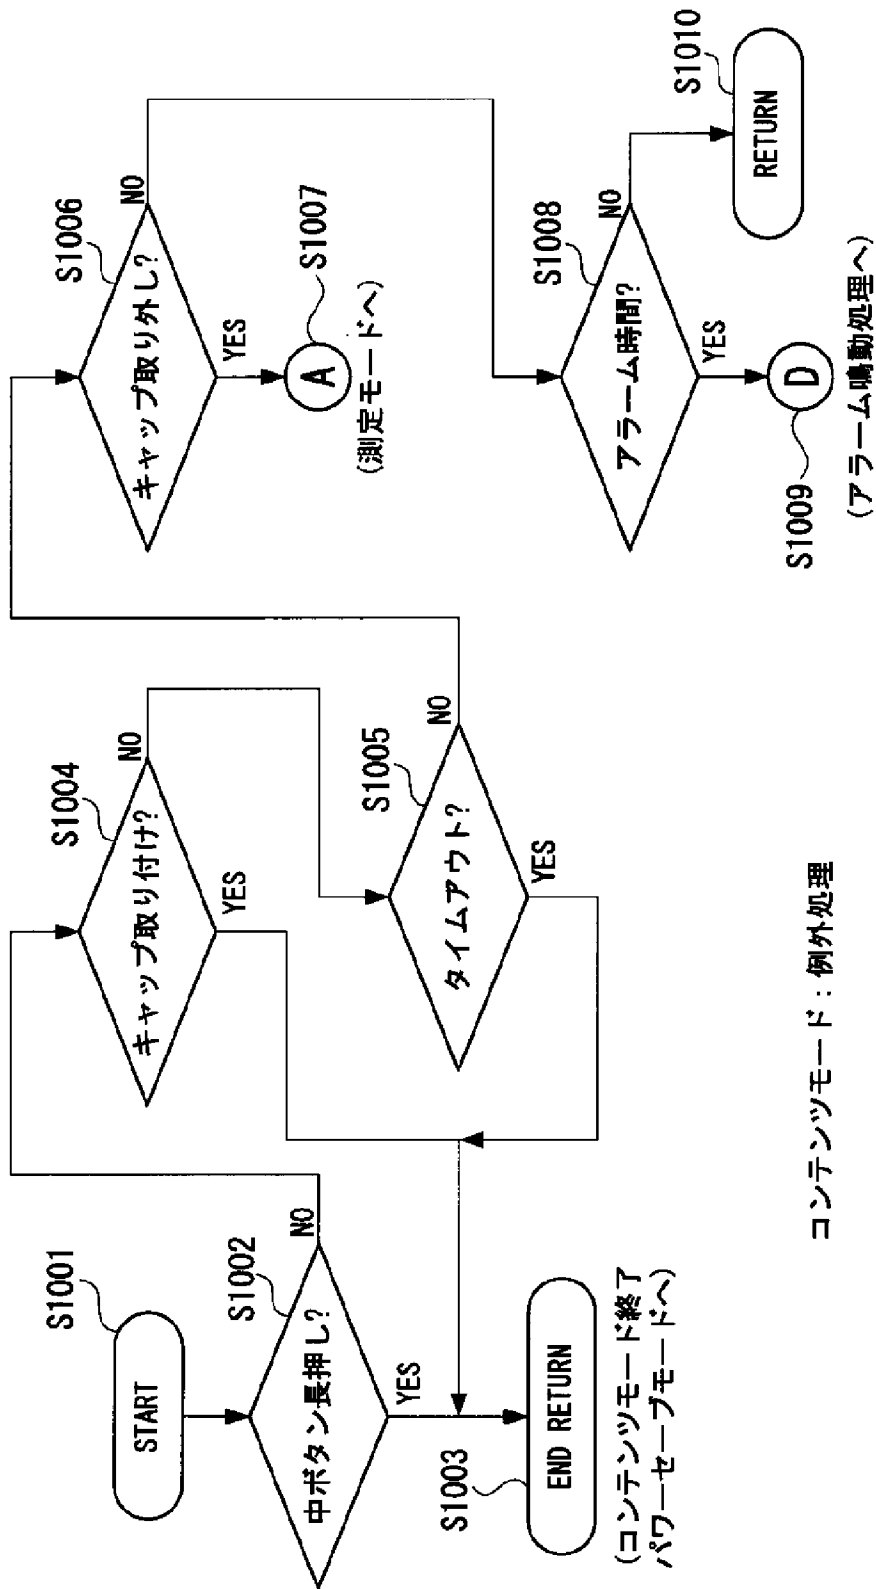 S1001
START
S1002
中ボタン長押し?
NO
YES
S1003
END RETURN
(コンテンツモード終了
パワーセーブモードへ)
S1004
キャップ取り付け?
NO
YES
S1005
タイムアウト?
NO
YES
S1006
キャップ取り外し?
NO
YES
S1007
A
(測定モードへ)
S1008
アラーム時間?
NO
YES
S1009
D
(アラーム鳴動処理へ)
S1010
RETURN
コンテンツモード:例外処理